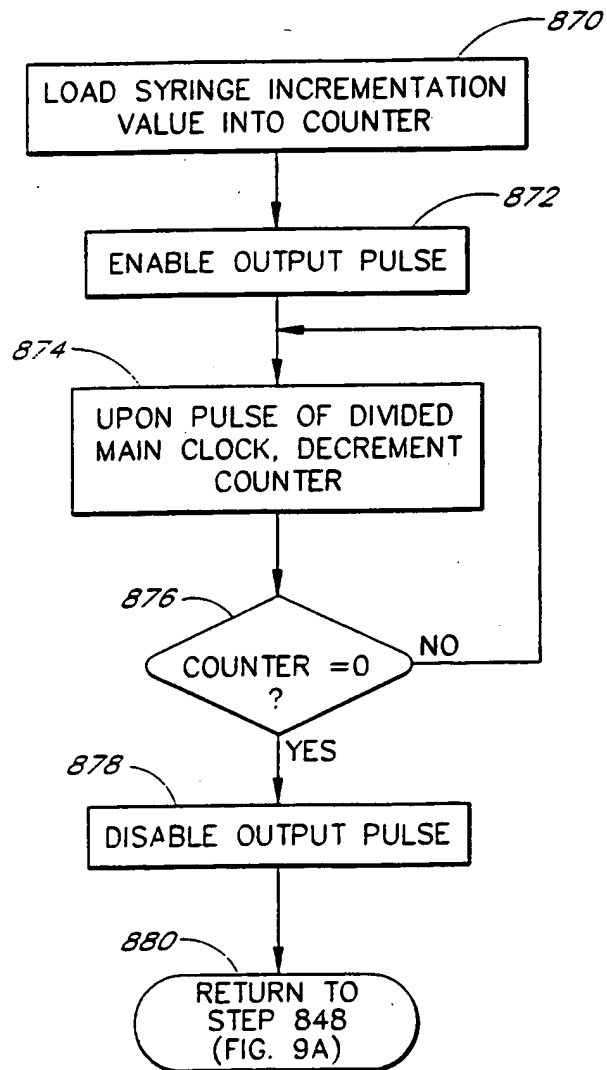 870
LOAD SYRINGE INCREMENTATION
VALUE INTO COUNTER
872
ENABLE OUTPUT PULSE
874
UPON PULSE OF DIVIDED
MAIN CLOCK, DECREMENT
COUNTER
876
COUNTER =0
?
NO
YES
878
DISABLE OUTPUT PULSE
880
RETURN TO
STEP 848
(FIG. 9A)